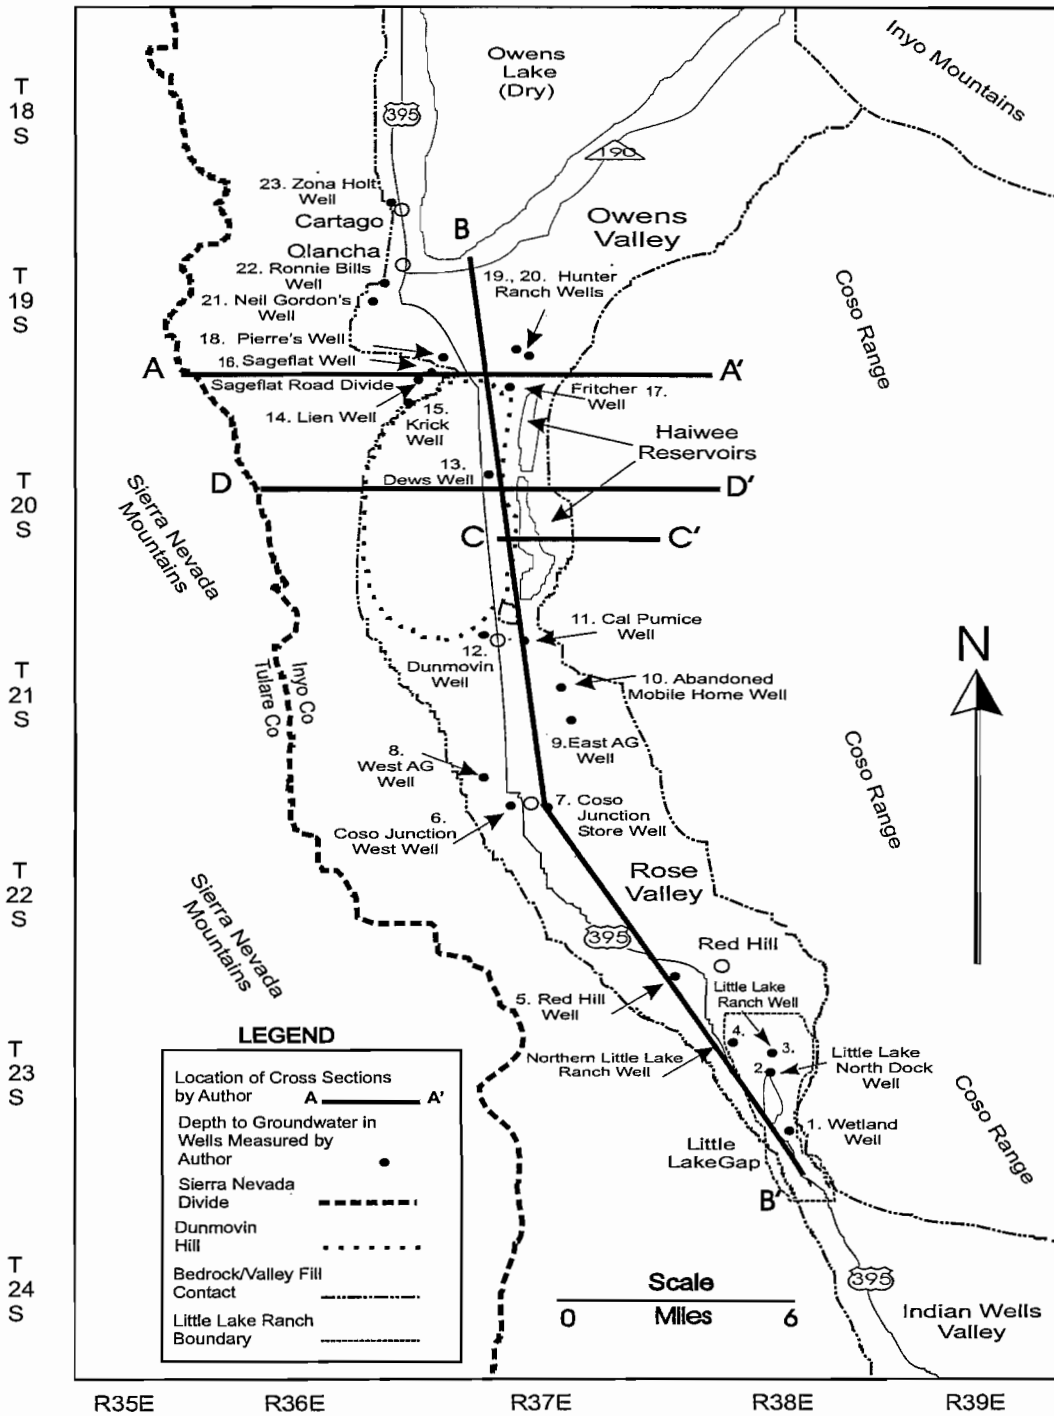 Owens
Lake
(Dry)
Inyo Mountains
T
18
S
395
190
23. Zona Holt
Well
Cartago
B
Owens
Valley
Olancha
22. Ronnie Bills
Well
19., 20. Hunter
Ranch Wells
T
19
S
21. Neil Gordon's
Well
Coso Range
18. Pierre's Well
16. Sageflat Well
A
A'
Sageflat Road Divide
Fritcher 17.
Well
14. Lien Well
15.
Krick
Well
Haiwee
Reservoirs
13.
Dews Well
T
20
S
D
D'
Sierra Nevada
Mountains
C
C'
11. Cal Pumice
Well
12.
Dunmovin
Well
N
T
21
S
Inyo Co
Tulare Co
10. Abandoned
Mobile Home Well
9.East AG
Well
8.
West AG
Well
Coso Range
7. Coso
Junction
Store Well
6.
Coso Junction
West Well
T
22
S
Rose
Valley
Sierra Nevada
Mountains
395
Red Hill
Little Lake
Ranch Well
5. Red Hill
Well
4.
3.
Northern Little Lake
Ranch Well
2.
Little Lake
North Dock
Well
T
23
S
1. Wetland
Well
Coso Range
Little
LakeGap
B'
LEGEND
Location of Cross Sections
by Author A A'
Depth to Groundwater in
Wells Measured by
Author
Sierra Nevada
Divide
Dunmovin
Hill
Bedrock/Valley Fill
Contact
Little Lake Ranch
Boundary
T
24
S
Scale
0 Miles 6
395
Indian Wells
Valley
R35E R36E R37E R38E R39E